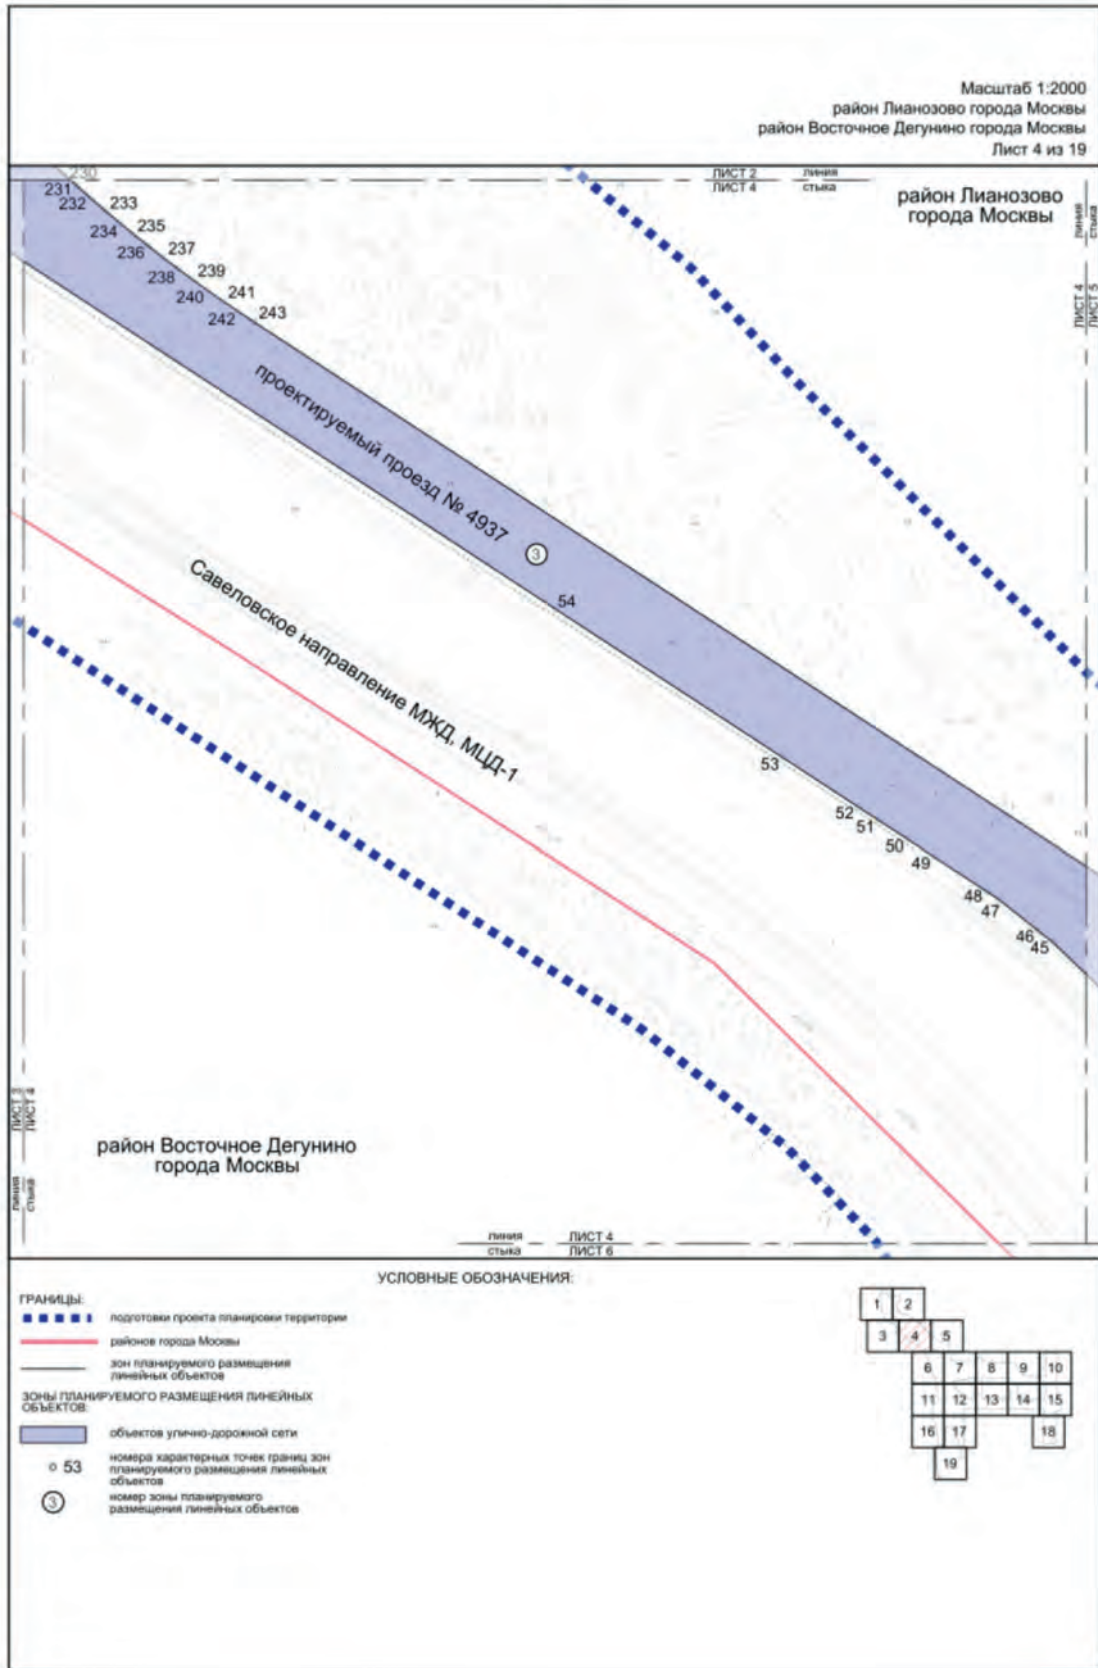 Масштаб 1:2000
район Лианозово города Москвы
район Восточное Дегунино города Москвы
Лист 4 из 19
ЛИСТ 2 линия
ЛИСТ 4 стыка
район Лианозово
города Москвы
линия
стыка
ЛИСТ 4
ЛИСТ 5
230
231
232
233
234
235
236
237
238
239
240
241
242
243
проектируемый проезд № 4937
3
54
Савеловское направление МЖД, МЦД-1
53
52
51
50
49
48
47
46
45
ЛИСТ 3
ЛИСТ 4
линия
стыка
район Восточное Дегунино
города Москвы
линия ЛИСТ 4
стыка ЛИСТ 6
УСЛОВНЫЕ ОБОЗНАЧЕНИЯ:
ГРАНИЦЫ:
подготовки проекта планировки территории
районов города Москвы
зон планируемого размещения
линейных объектов
ЗОНЫ ПЛАНИРУЕМОГО РАЗМЕЩЕНИЯ ЛИНЕЙНЫХ
ОБЪЕКТОВ:
объектов улично-дорожной сети
53
номера характерных точек границ зон
планируемого размещения линейных
объектов
3
номер зоны планируемого
размещения линейных объектов
1 2
3 4 5
6 7 8 9 10
11 12 13 14 15
16 17 18
19